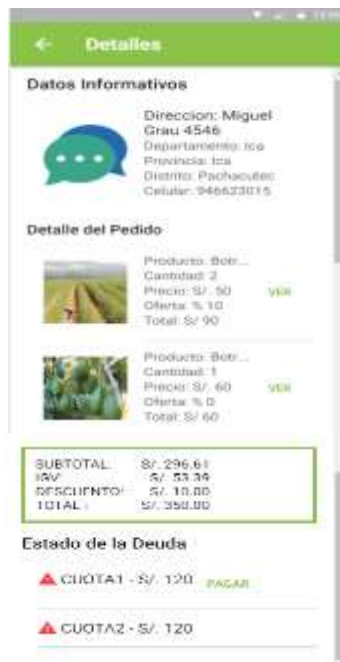 Detalles
Datos Informativos
Direccion: Miguel
Grau 4546
Departamento: Ica
Provincia: Ica
Distrito: Pachacutec
Celular: 946623015
Detalle del Pedido
Producto: Botr...
Cantidad: 2
Precio: S/. 50
VER
Oferta: % 10
Total: S/ 90
Producto: Botr...
Cantidad: 1
Precio: S/. 60
VER
Oferta: % 0
Total: S/ 60
SUBTOTAL: S/. 296.61
IGV: S/. 53.39
DESCUENTO: S/. 10.00
TOTAL : S/. 350.00
Estado de la Deuda
CUOTA1 - S/. 120 PAGAR
CUOTA2 - S/. 120